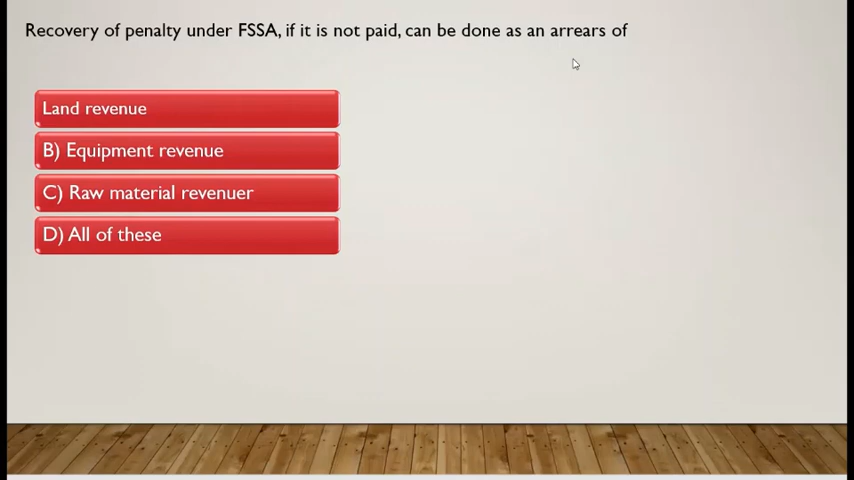 Recovery of penalty under FSSA, if it is not paid, can be done as an arrears of
Land revenue
B) Equipment revenue
C) Raw material revenuer
D) All of these